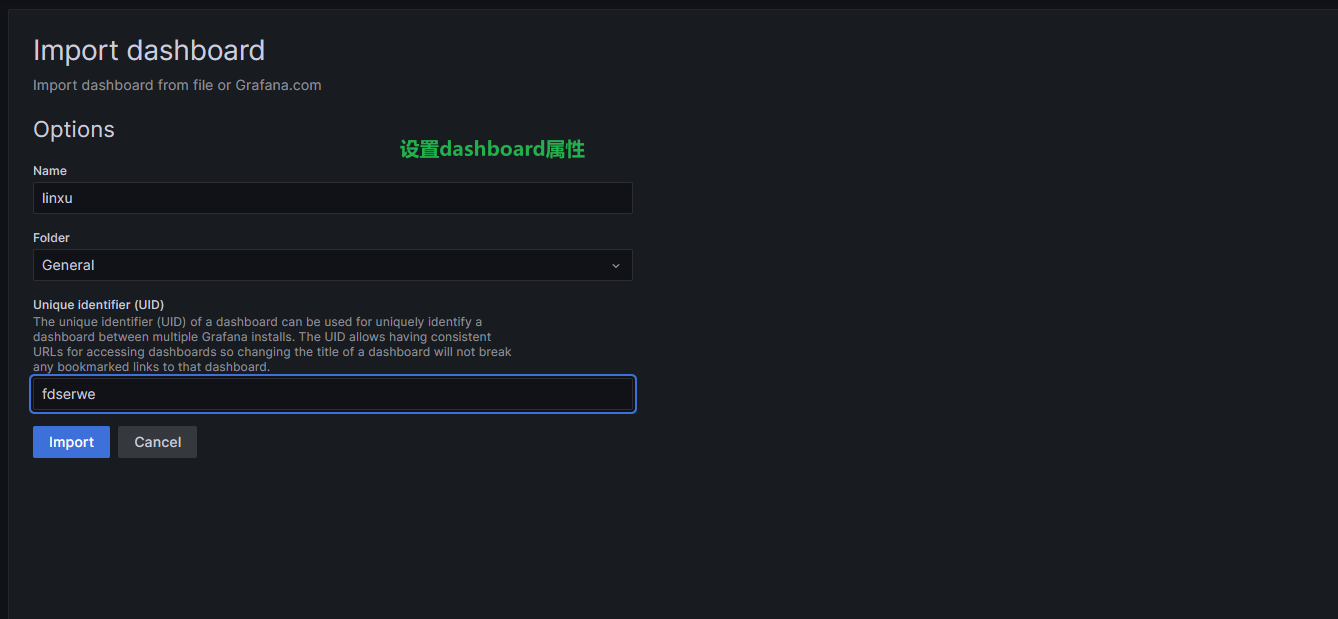 Import dashboard
Import dashboard from file or Grafana.com
Options
设置dashboard属性
Name
linxu
Folder
General
Unique identifier (UID)
The unique identifier (UID) of a dashboard can be used for uniquely identify a
dashboard between multiple Grafana installs. The UID allows having consistent
URLs for accessing dashboards so changing the title of a dashboard will not break
any bookmarked links to that dashboard.
fdserwe
Import Cancel